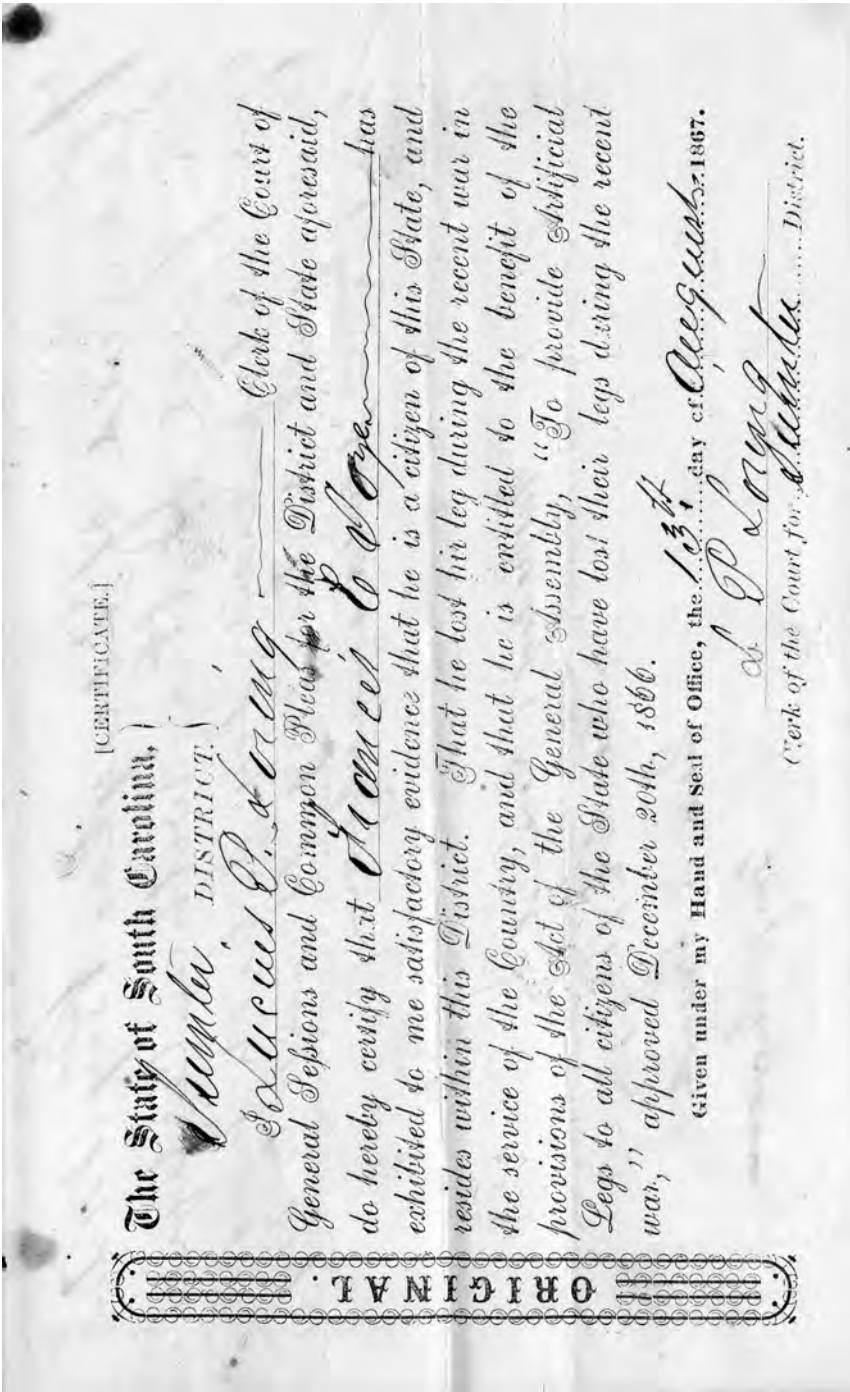 ORIGINAL.
[CERTIFICATE.]
The State of South Carolina,
Sumter DISTRICT.
I Lucius P. Loring Clerk of the Court of
General Sessions and Common Pleas for the District and State aforesaid,
do hereby certify that Francis E has
exhibited to me satisfactory evidence that he is a citizen of this State, and
resides within this District. That he lost his leg during the recent war in
the service of the Country, and that he is entitled to the benefit of the
provisions of the Act of the General Assembly, "To provide Artificial
Legs to all citizens of the State who have lost their legs during the recent
war," approved December 20th, 1866.
Given under my Hand and Seal of Office, the 13th day of August 1867.
L P Loring
Clerk of the Court for Sumter District.